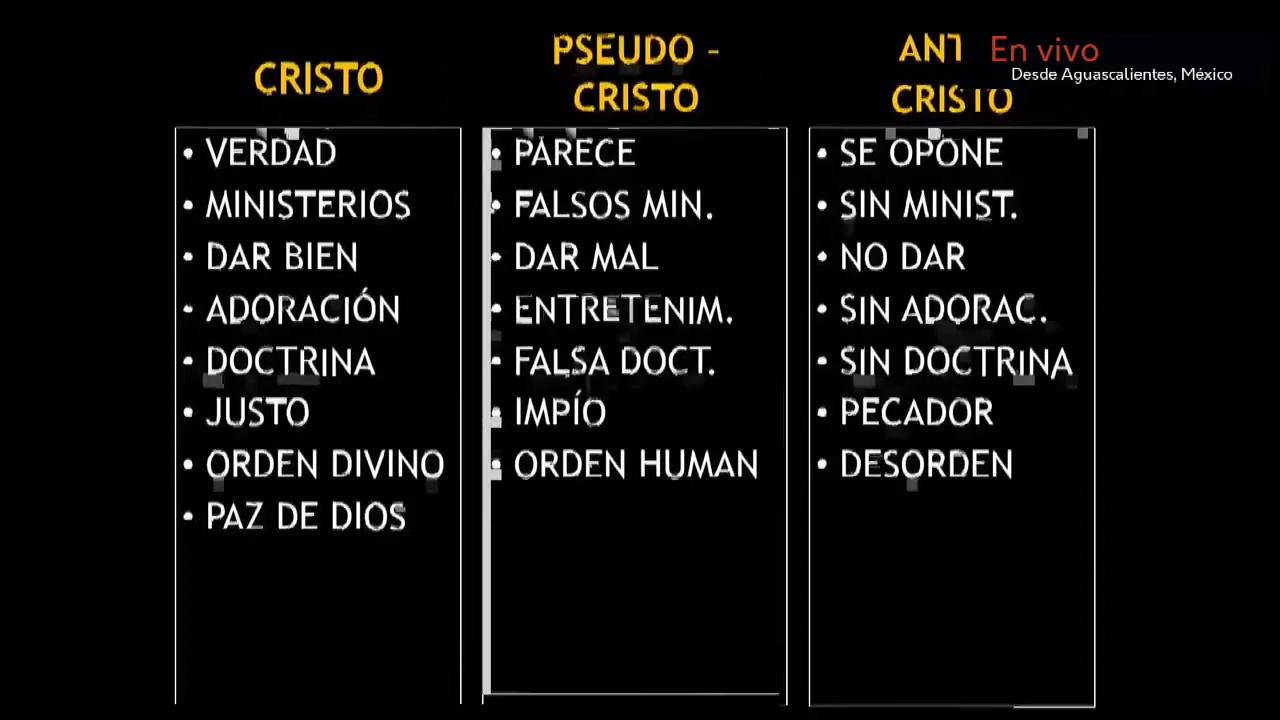 CRISTO
• VERDAD
• MINISTERIOS
• DAR BIEN
• ADORACIÓN
• DOCTRINA
• JUSTO
• ORDEN DIVINO
• PAZ DE DIOS
PSEUDO -
CRISTO
• PARECE
• FALSOS MIN.
• DAR MAL
• ENTRETENIM.
• FALSA DOCT.
• IMPÍO
• ORDEN HUMAN
ANT
CRISTO
• SE OPONE
• SIN MINIST.
• NO DAR
• SIN ADORAC.
• SIN DOCTRINA
• PECADOR
• DESORDEN
En vivo
Desde Aguascalientes, México